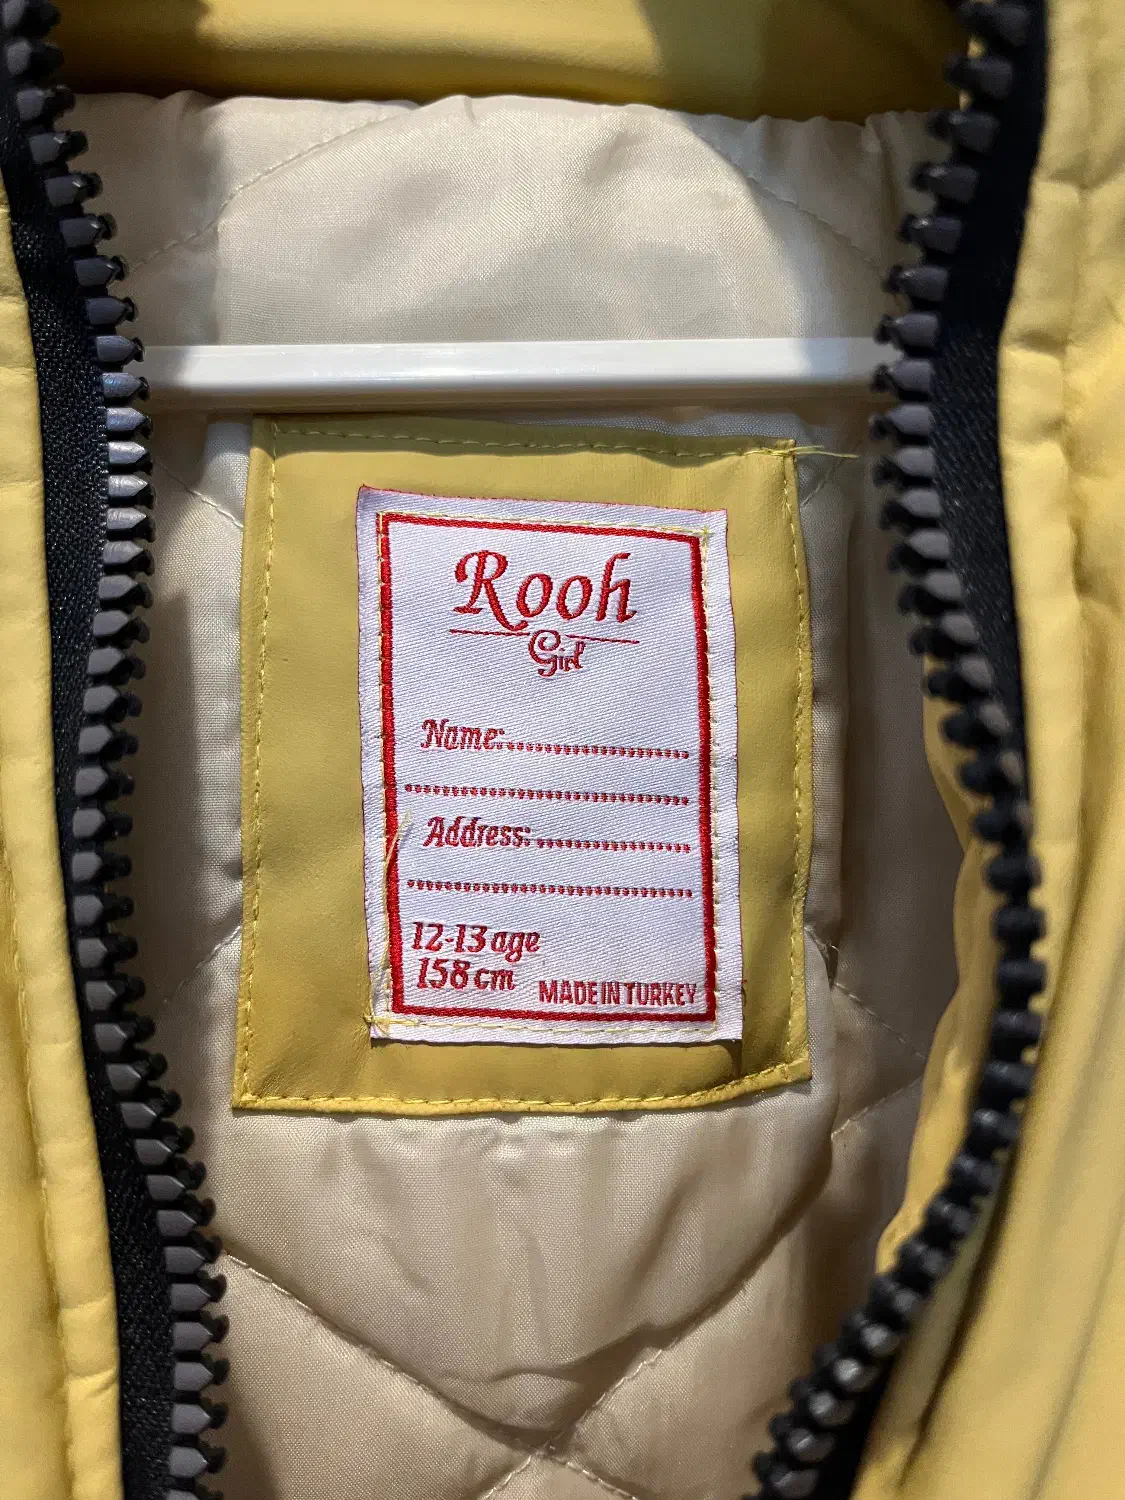 Rooh
Girl
Name:..............................
........................................
Address:......................
........................................
12-13 age
158 cm
MADE IN TURKEY